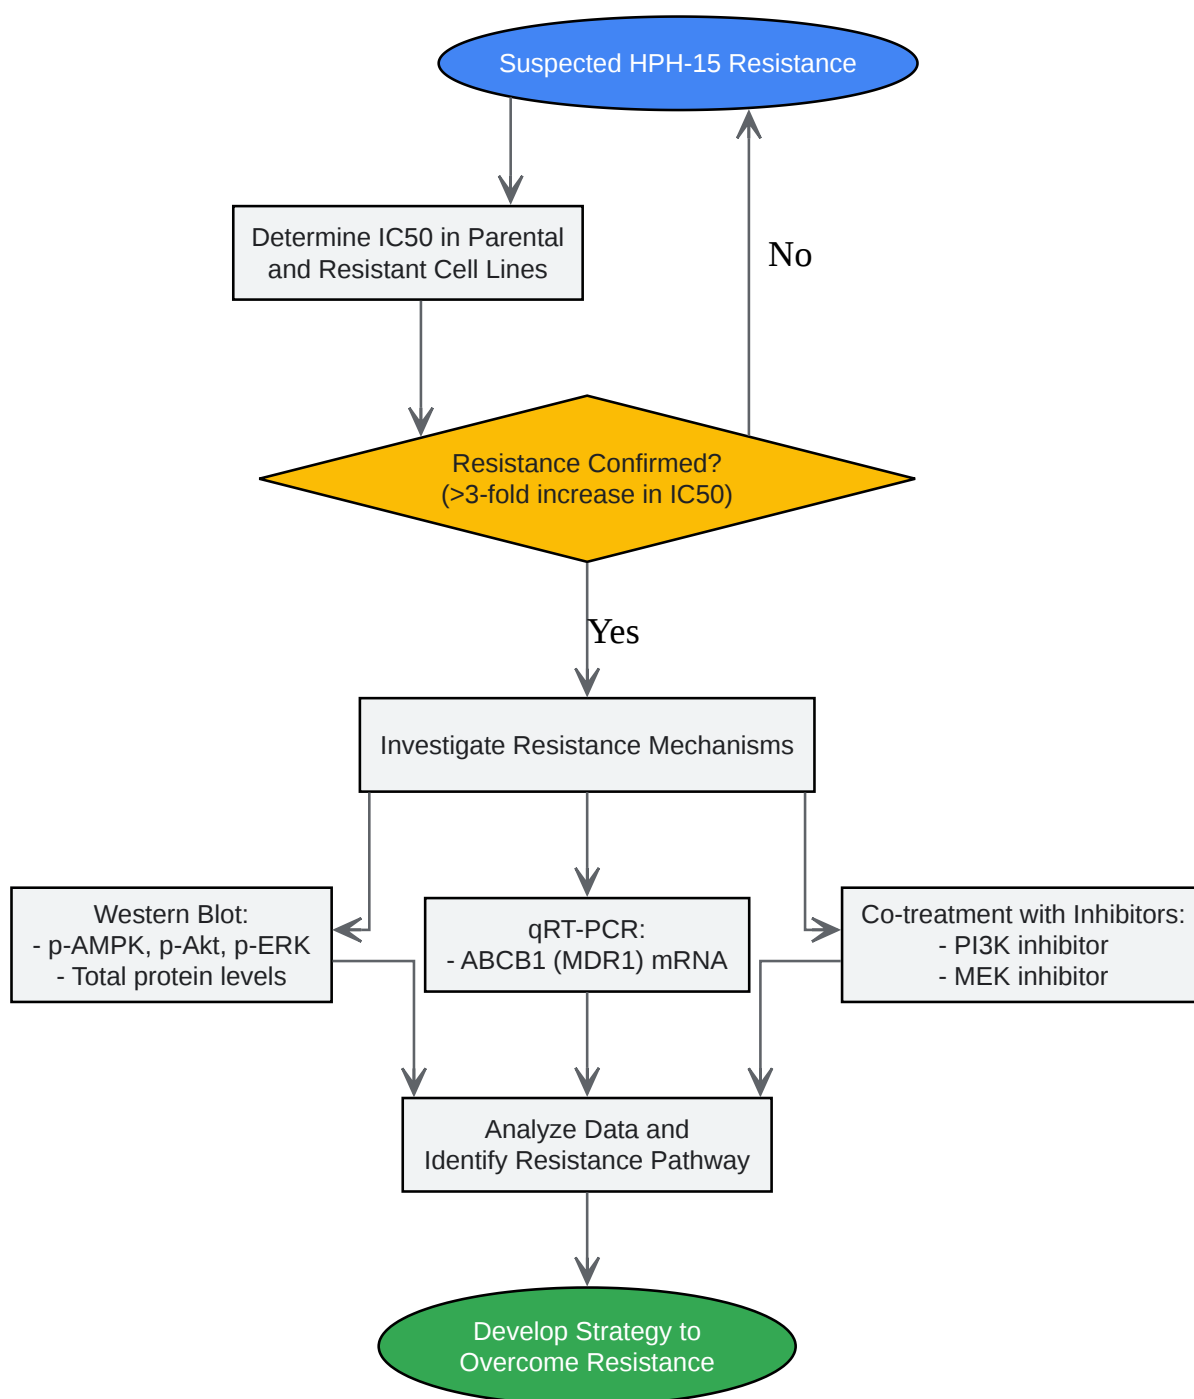 Suspected HPH-15 Resistance
Determine IC50 in Parental
and Resistant Cell Lines
No
Resistance Confirmed?
(>3-fold increase in IC50)
Yes
Investigate Resistance Mechanisms
Western Blot:
- p-AMPK, p-Akt, p-ERK
- Total protein levels
qRT-PCR:
- ABCB1 (MDR1) mRNA
Co-treatment with Inhibitors:
- PI3K inhibitor
- MEK inhibitor
Analyze Data and
Identify Resistance Pathway
Develop Strategy to
Overcome Resistance